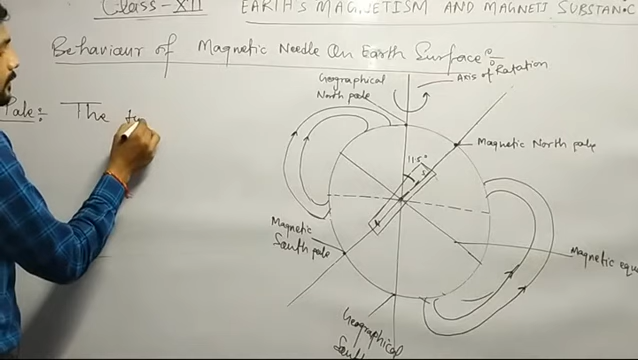 Class - XII EARTH'S MAGNETISM AND MAGNETI SUBSTANC
Behaviour of Magnetic Needle On Earth Surface :-
Geographical
North pole
Axis of Rotation
The
Magnetic North pole
11.5°
S
Magnetic
South pole
Magnetic equ
Geographical
South